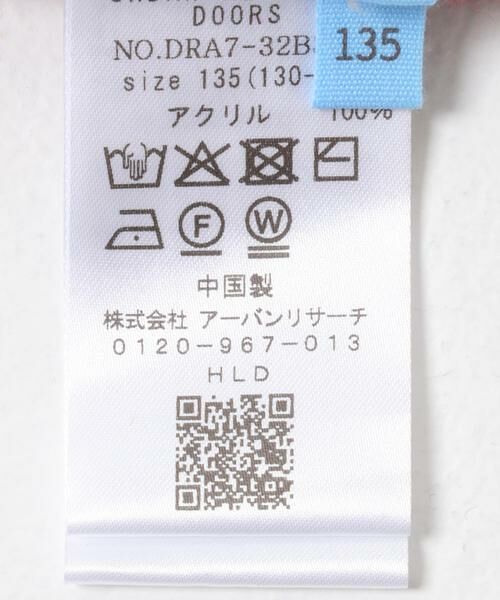 DOORS
135
NO.DRA7-32B
size 135(130-
アクリル 100%
F W
中国製
株式会社 アーバンリサーチ
0120-967-013
HLD